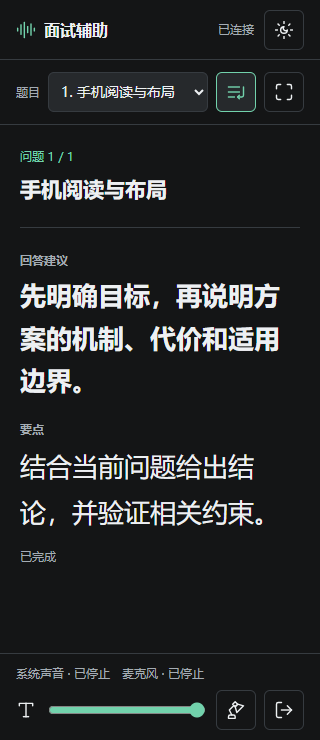 面试辅助
已连接
题目
1. 手机阅读与布局
问题 1 / 1
手机阅读与布局
回答建议
先明确目标，再说明方
案的机制、代价和适用
边界。
要点
结合当前问题给出结
论，并验证相关约束。
已完成
系统声音 · 已停止 麦克风 · 已停止